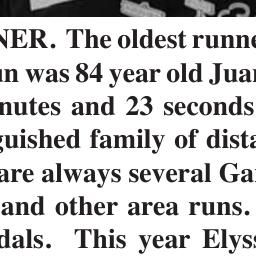 NER. The oldest runne
un was 84 year old Jua
nutes and 23 seconds
guished family of dista
are always several Ga
and other area runs.
dals. This year Elyss